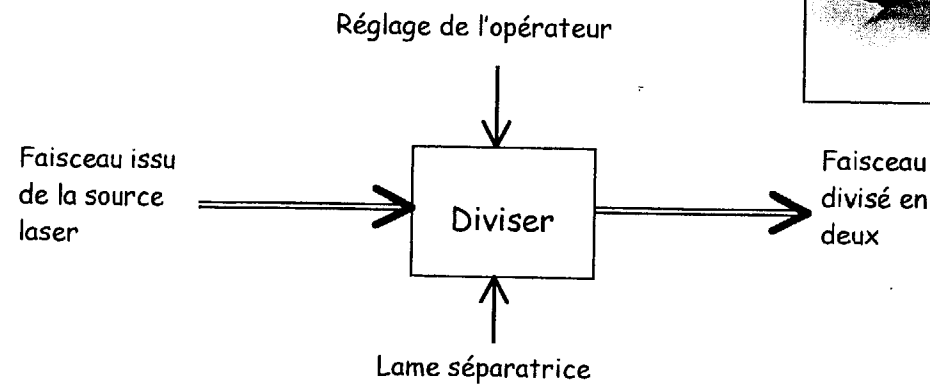 Réglage de l'opérateur
Faisceau issu
de la source
laser
Diviser
Faisceau
divisé en
deux
Lame séparatrice